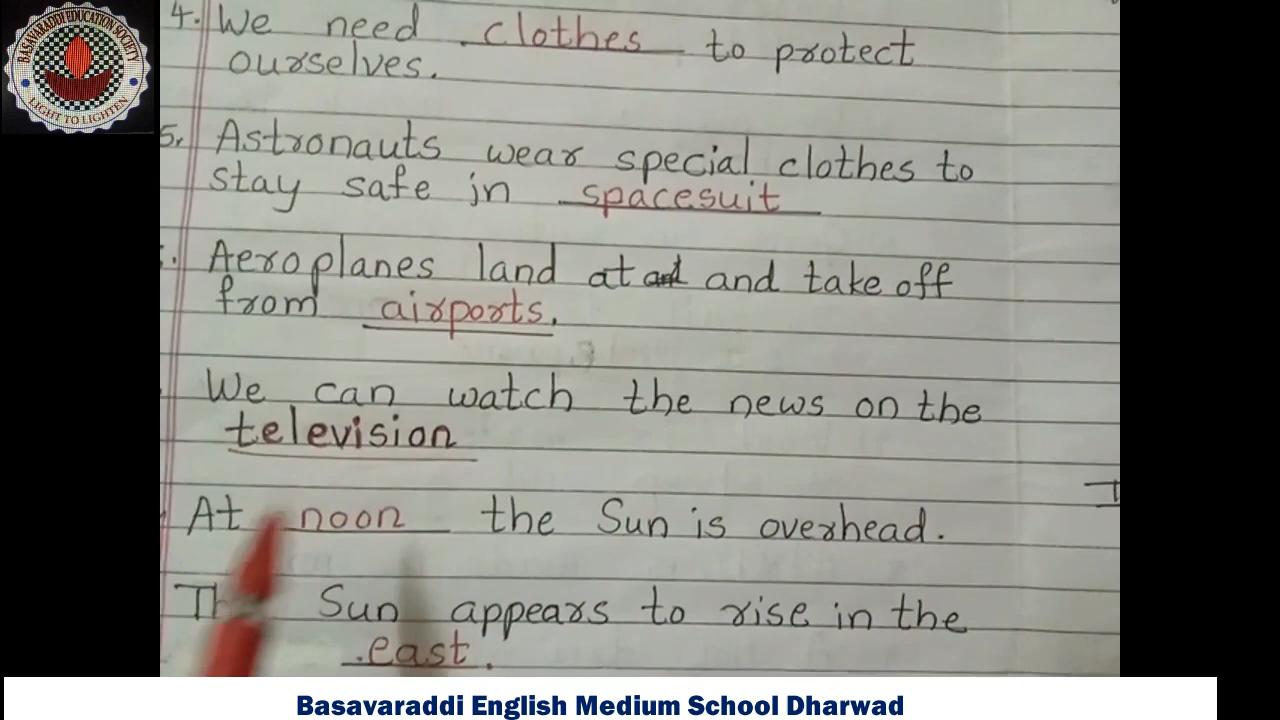 BASAVARADDI EDUCATION SOCIETY
LIGHT TO LIGHTEN
4. We need clothes to protect
ourselves.
5. Astronauts wear special clothes to
stay safe in spacesuit
Aeroplanes land at and and take off
from airports.
We can watch the news on the
television
At noon the Sun is overhead.
The Sun appears to rise in the
east.
Basavaraddi English Medium School Dharwad